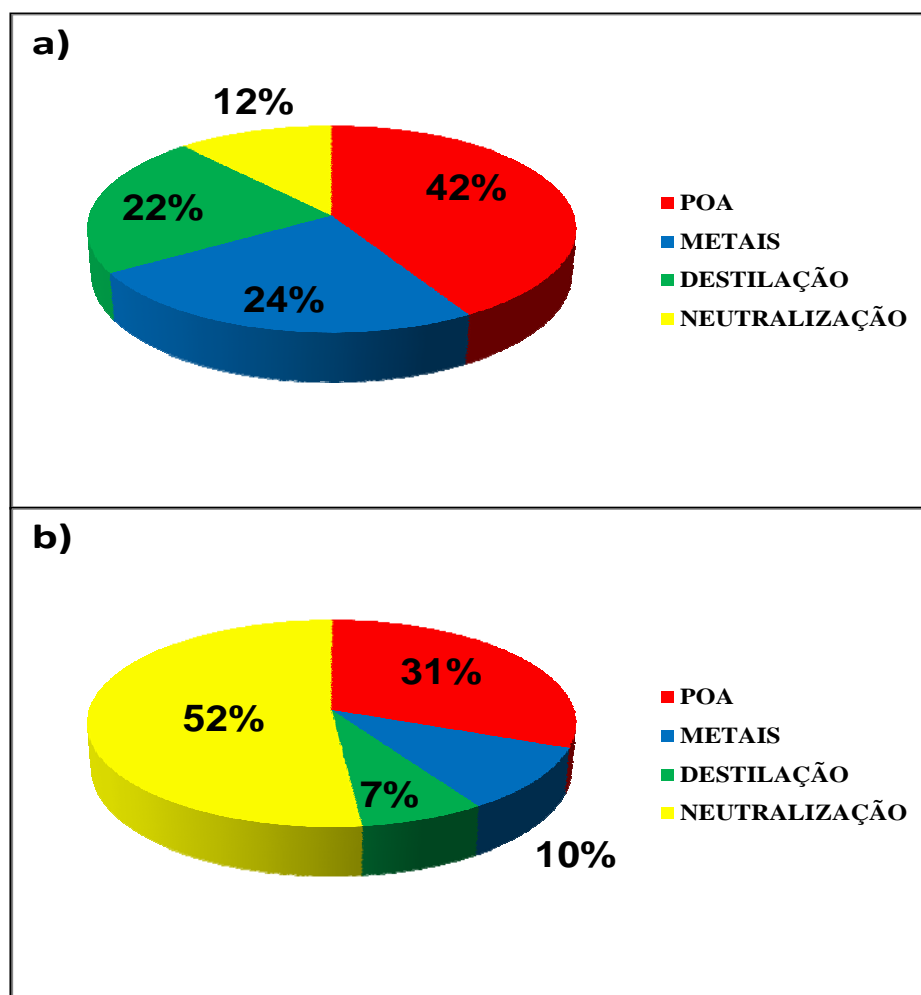 a)
12%
42%
22%
24%
POA
METAIS
DESTILAÇÃO
NEUTRALIZAÇÃO
b)
31%
52%
7%
10%
POA
METAIS
DESTILAÇÃO
NEUTRALIZAÇÃO